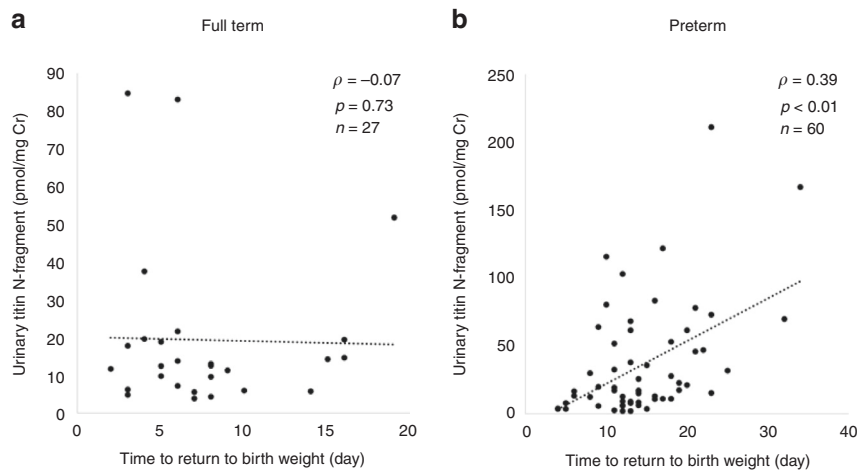 a
Full term
Urinary titin N-fragment (pmol/mg Cr)
90
80
70
60
50
40
30
20
10
0
ρ = –0.07
p = 0.73
n = 27
0
5
10
15
20
Time to return to birth weight (day)
b
Preterm
Urinary titin N-fragment (pmol/mg Cr)
250
200
150
100
50
0
ρ = 0.39
p < 0.01
n = 60
0
10
20
30
40
Time to return to birth weight (day)